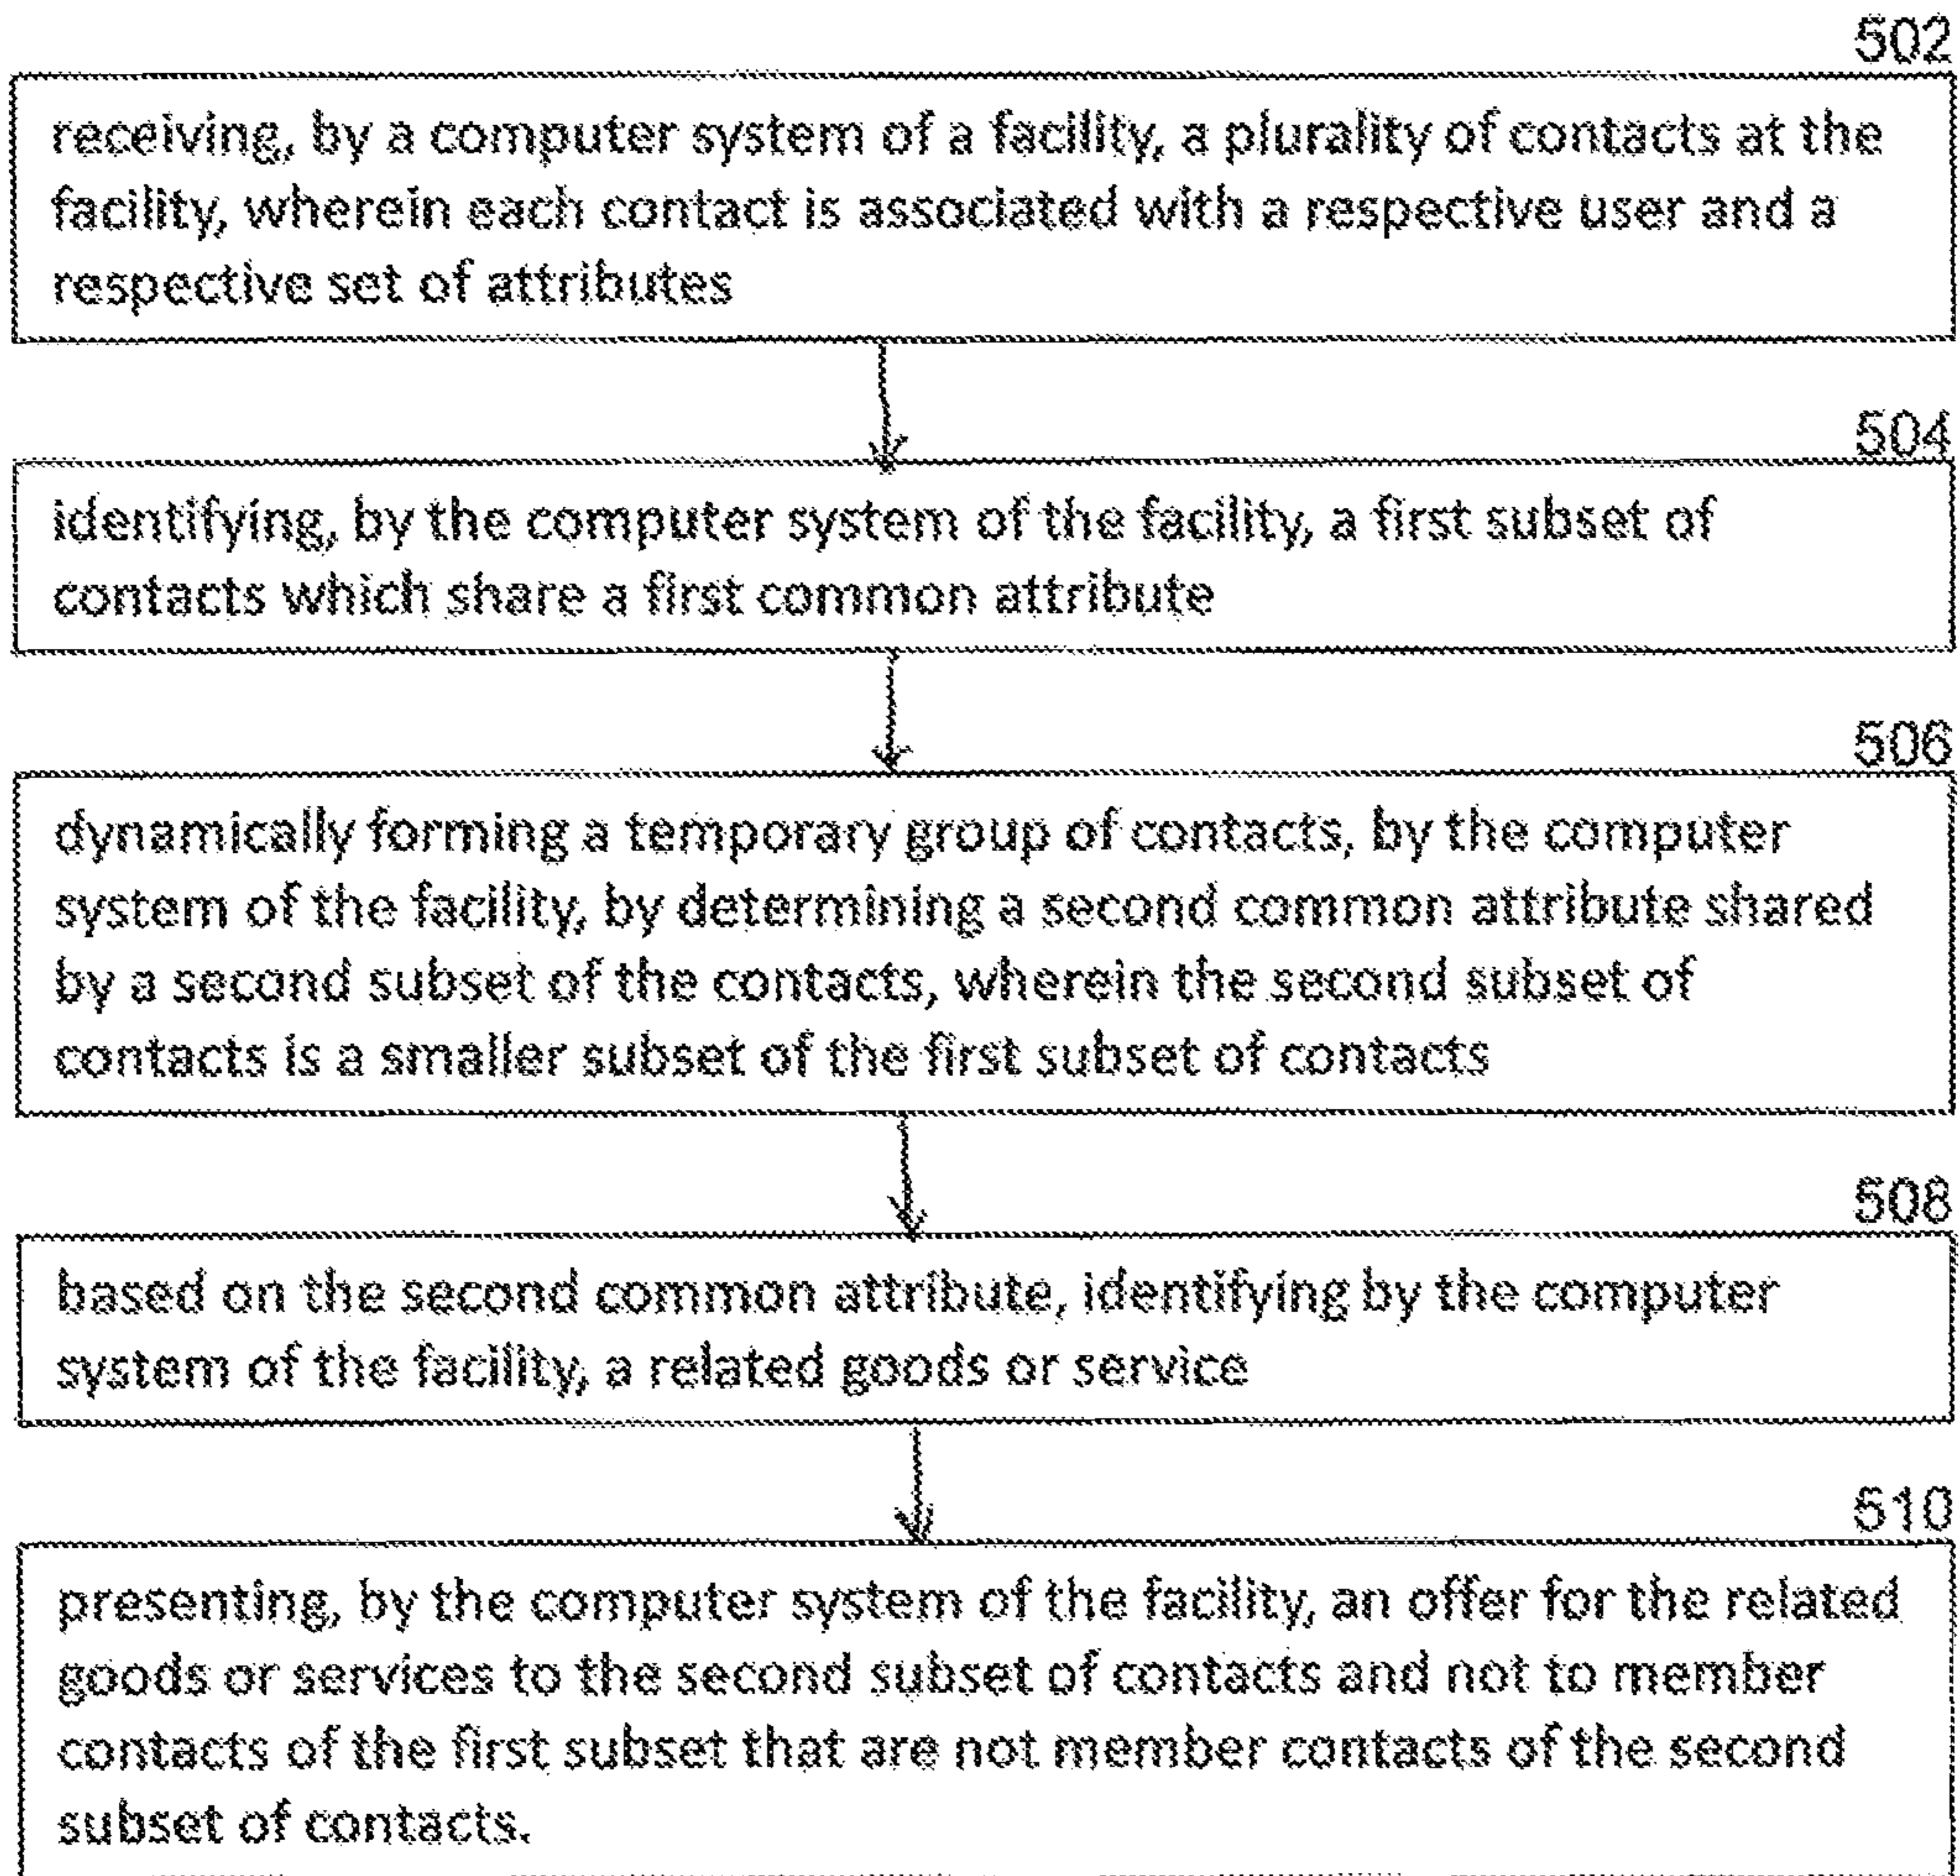 502
receiving, by a computer system of a facility, a plurality of contacts at the
facility, wherein each contact is associated with a respective user and a
respective set of attributes
504
identifying, by the computer system of the facility, a first subset of
contacts which share a first common attribute
506
dynamically forming a temporary group of contacts, by the computer
system of the facility, by determining a second common attribute shared
by a second subset of the contacts, wherein the second subset of
contacts is a smaller subset of the first subset of contacts
508
based on the second common attribute, identifying by the computer
system of the facility, a related goods or service
510
presenting, by the computer system of the facility, an offer for the related
goods or services to the second subset of contacts and not to member
contacts of the first subset that are not member contacts of the second
subset of contacts.